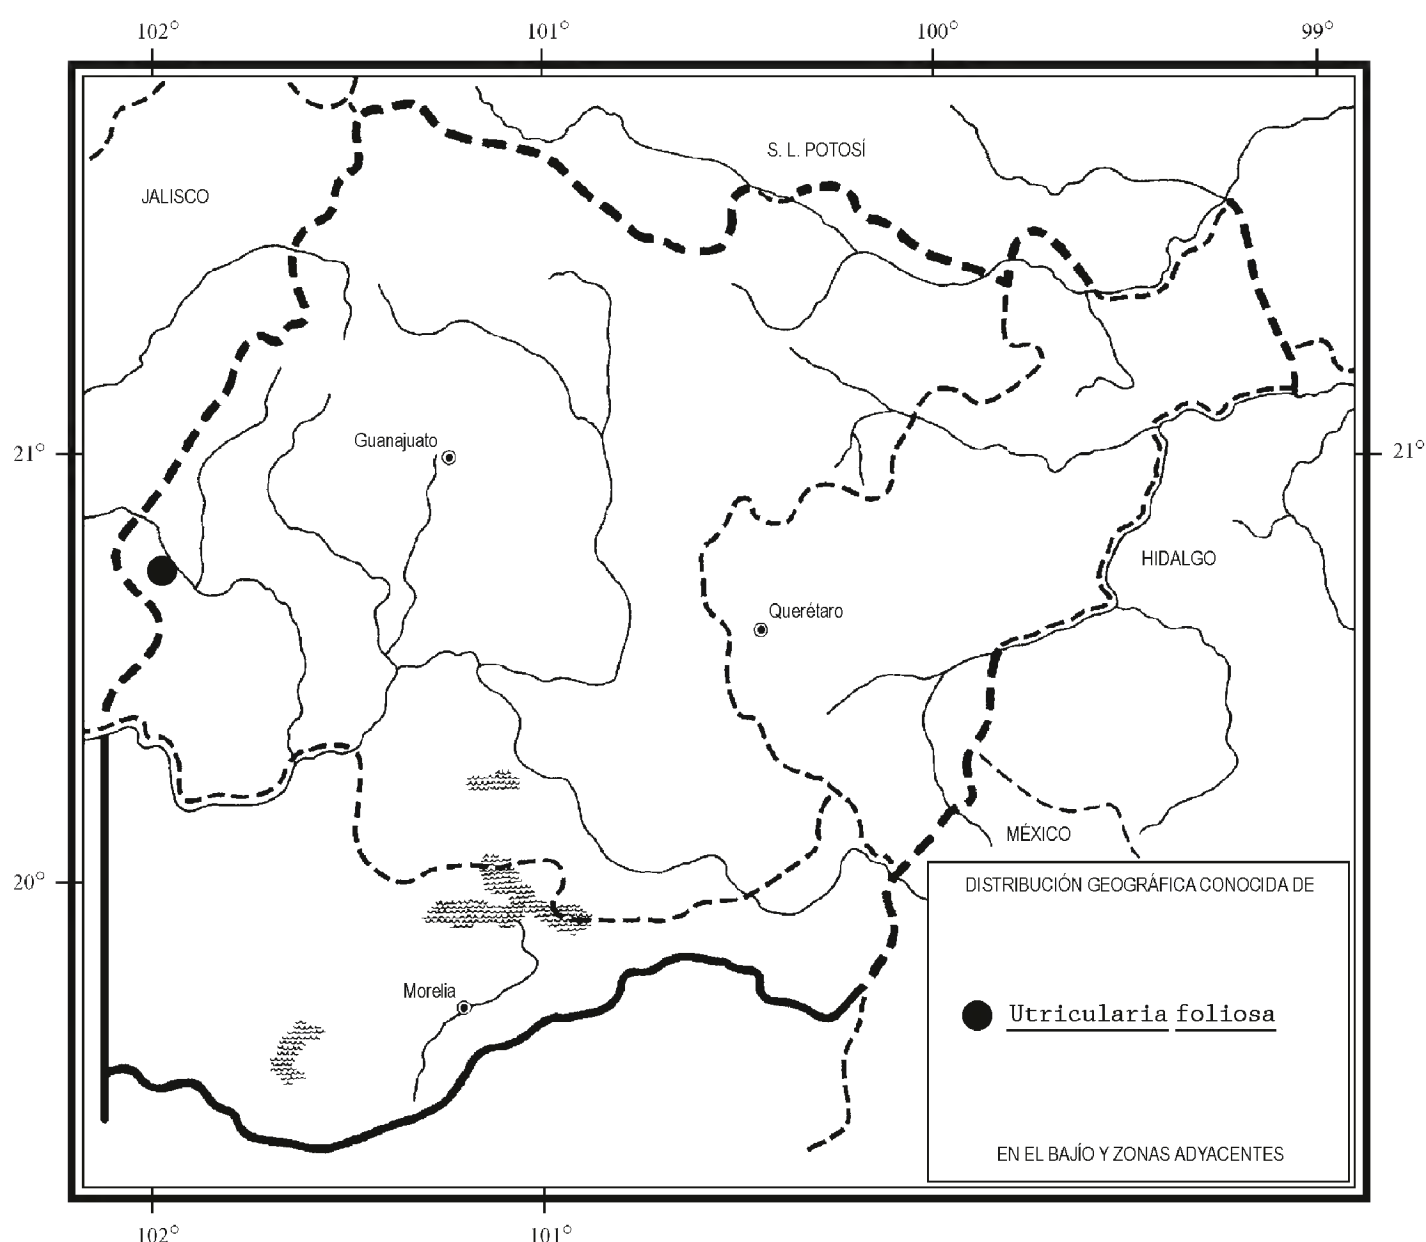 102° 101° 100° 99°
S. L. POTOSÍ
JALISCO
Guanajuato
21° 21°
HIDALGO
Querétaro
MÉXICO
20°
DISTRIBUCIÓN GEOGRÁFICA CONOCIDA DE
Morelia
Utricularia foliosa
EN EL BAJÍO Y ZONAS ADYACENTES
102° 101°